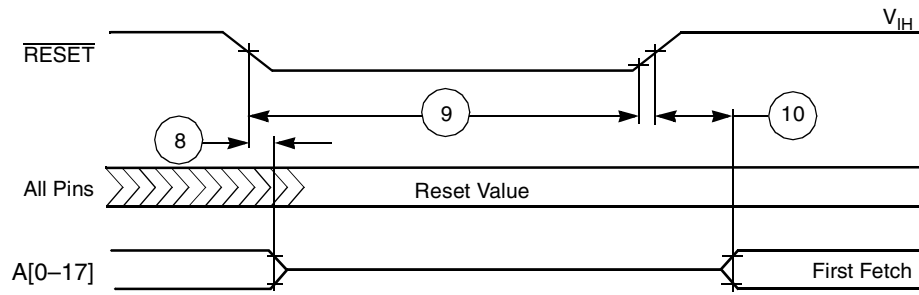 V_IH
RESET
9
10
8
All Pins
Reset Value
A[0–17]
First Fetch